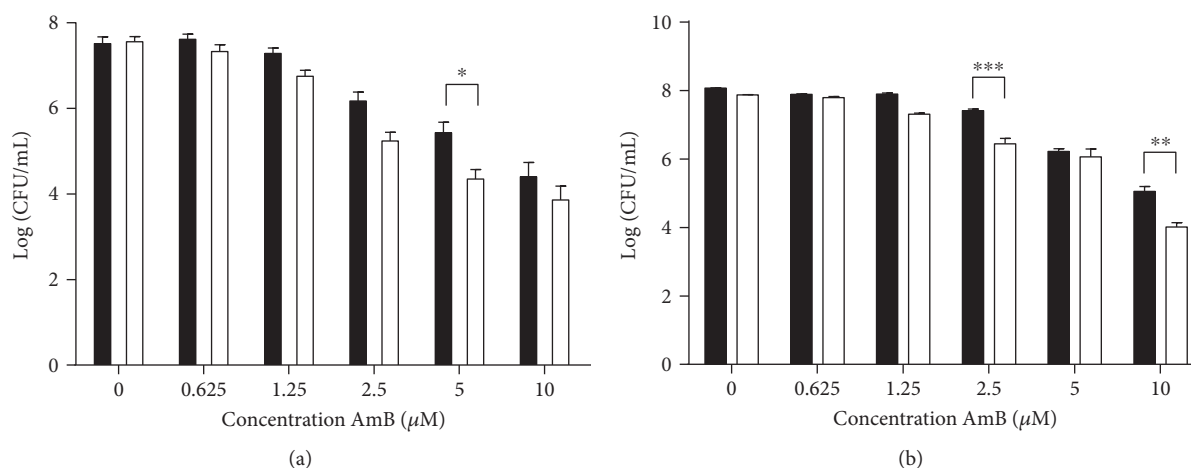 8
6
4
2
0
Log (CFU/mL)
*
0 0.625 1.25 2.5 5 10
Concentration AmB (μM)
(a)
10
8
6
4
2
0
Log (CFU/mL)
***
**
0 0.625 1.25 2.5 5 10
Concentration AmB (μM)
(b)